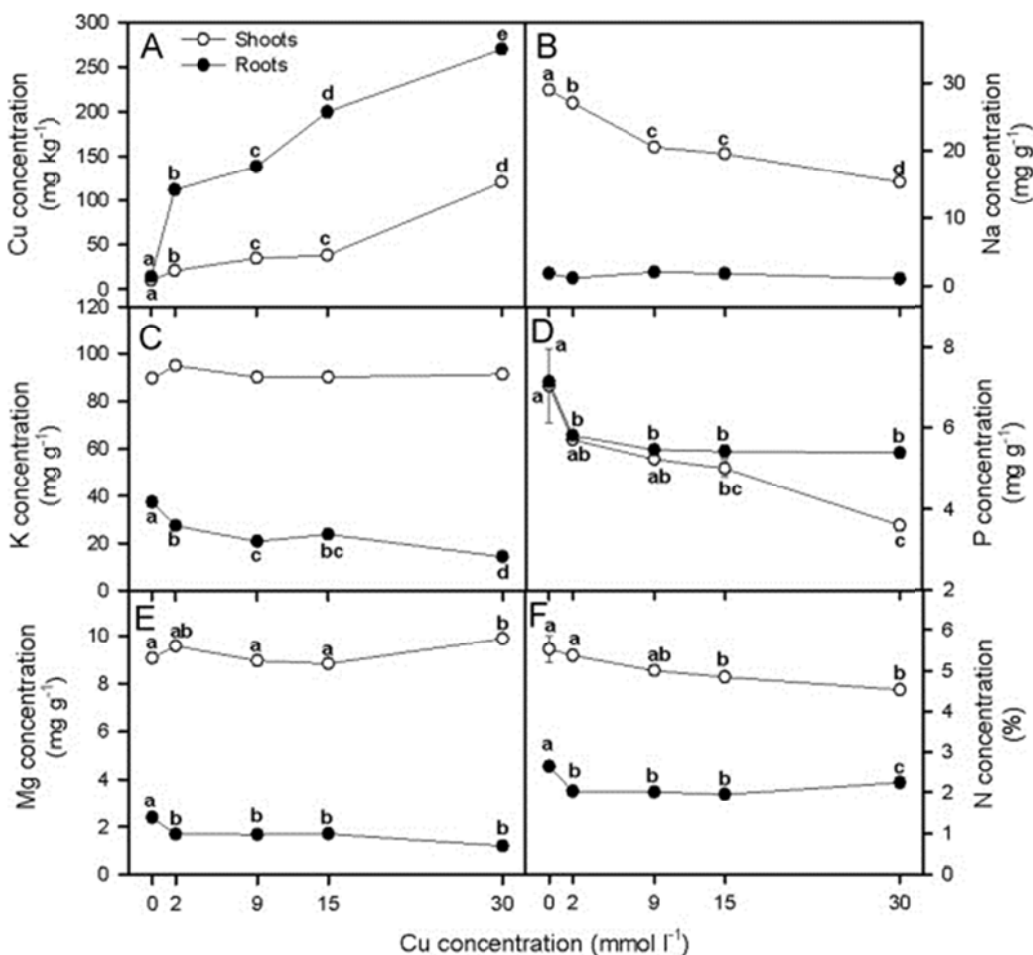 A
Shoots
Roots
Cu concentration
(mg kg⁻¹)
300
250
200
150
100
50
0
a
a
b
b
c
c
d
c
e
d
B
Na concentration
(mg g⁻¹)
30
20
10
0
a
b
c
c
d
C
K concentration
(mg g⁻¹)
120
100
80
60
40
20
0
a
b
c
bc
d
D
P concentration
(mg g⁻¹)
8
6
4
2
a
a
b
ab
b
ab
b
bc
b
c
E
Mg concentration
(mg g⁻¹)
10
8
6
4
2
0
a
ab
a
a
b
a
b
b
b
b
F
N concentration
(%)
6
5
4
3
2
1
0
a
a
ab
b
b
a
b
b
b
c
0 2 9 15 30
0 2 9 15 30
Cu concentration (mmol l⁻¹)